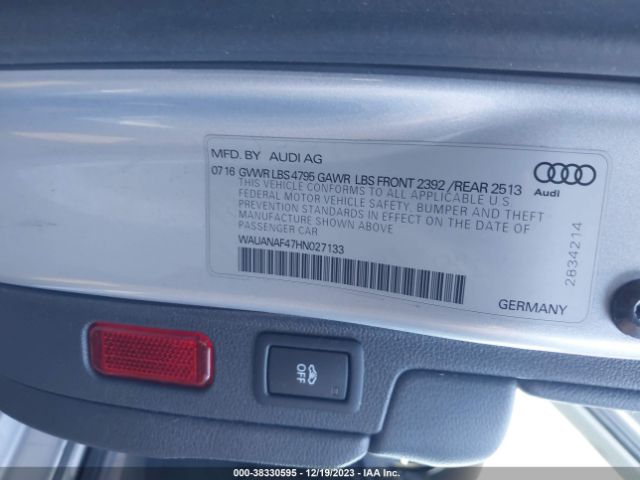 MFD. BY AUDI AG
07 16 GVWR LBS 4795 GAWR LBS FRONT 2392 /REAR 2513
THIS VEHICLE CONFORMS TO ALL APPLICABLE U.S
FEDERAL MOTOR VEHICLE SAFETY, BUMPER AND THEFT
PREVENTION STANDARDS IN EFFECT ON THE DATE OF
MANUFACTURE SHOWN ABOVE
PASSENGER CAR
WAUANAF47HN027133
Audi
2834214
GERMANY
OFF
000-38330595 - 12/19/2023 - IAA Inc.